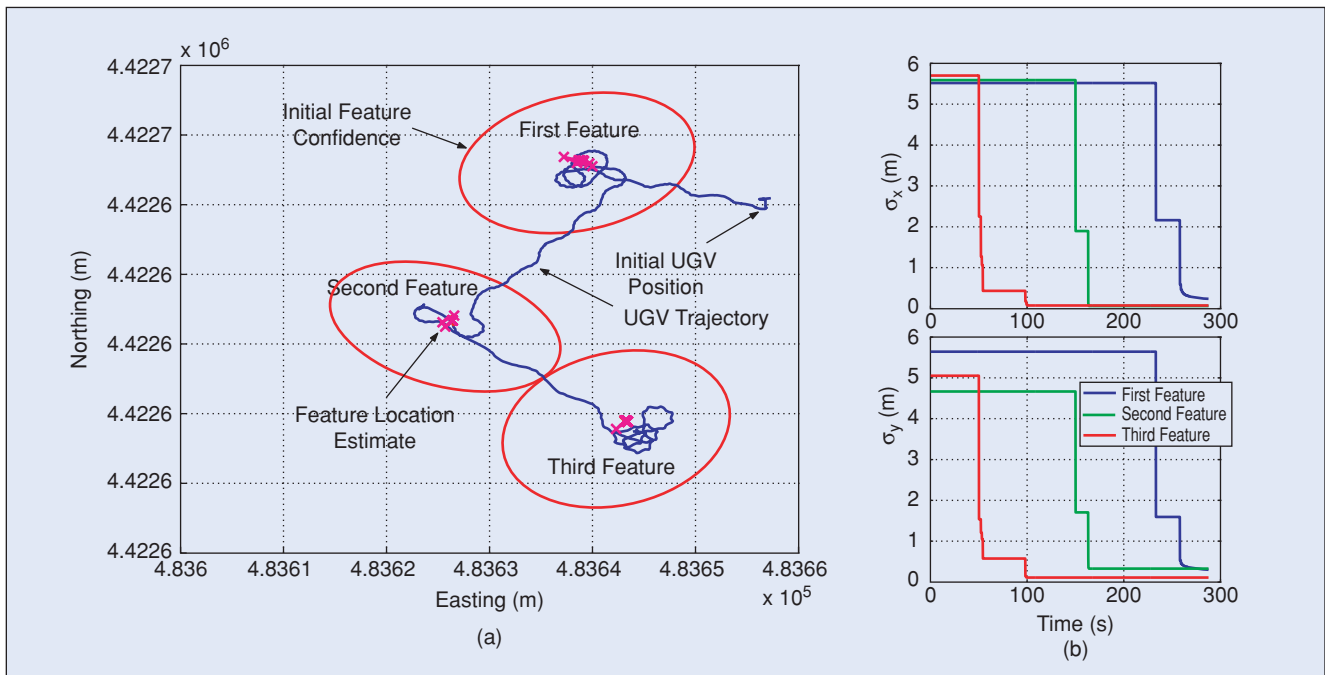 x 10⁶
4.4227
4.4227
4.4226
4.4226
4.4226
4.4226
4.4226
4.4226
Northing (m)
Initial Feature
Confidence
First Feature
Initial UGV
Position
Second Feature
UGV Trajectory
Feature Location
Estimate
Third Feature
4.836 4.8361 4.8362 4.8363 4.8364 4.8365 4.8366
x 10⁵
Easting (m)
(a)
6
5
4
3
2
1
0
σx (m)
0 100 200 300
6
5
4
3
2
1
0
σy (m)
First Feature
Second Feature
Third Feature
0 100 200 300
Time (s)
(b)